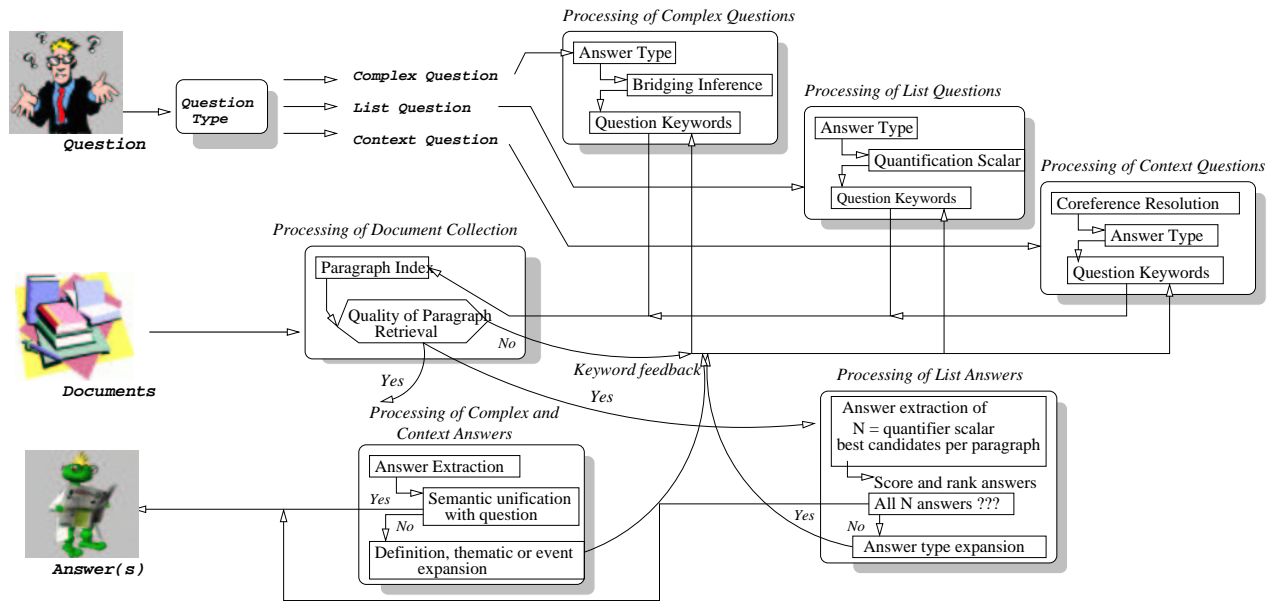 Processing of Complex Questions
? ? ? ?
Answer Type
Bridging Inference
Question Keywords
Complex Question
List Question
Context Question
Question
Type
Question
Processing of List Questions
Answer Type
Quantification Scalar
Question Keywords
Processing of Context Questions
Coreference Resolution
Answer Type
Question Keywords
Processing of Document Collection
Paragraph Index
Quality of Paragraph
Retrieval
No
Yes
Keyword feedback
Yes
Documents
Processing of Complex and
Context Answers
Answer Extraction
Yes
Semantic unification
with question
No
Definition, thematic or event
expansion
Processing of List Answers
Answer extraction of
N = quantifier scalar
best candidates per paragraph
Score and rank answers
All N answers ???
Yes
No
Answer type expansion
Answer(s)